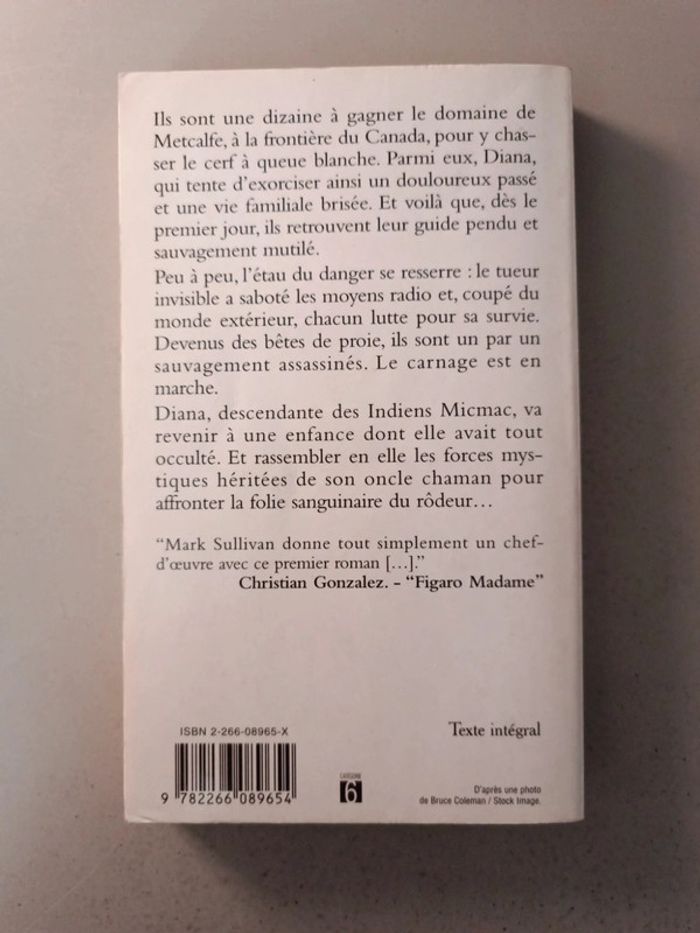 Ils sont une dizaine à gagner le domaine de
Metcalfe, à la frontière du Canada, pour y chas-
ser le cerf à queue blanche. Parmi eux, Diana,
qui tente d'exorciser ainsi un douloureux passé
et une vie familiale brisée. Et voilà que, dès le
premier jour, ils retrouvent leur guide pendu et
sauvagement mutilé.
Peu à peu, l'étau du danger se resserre : le tueur
invisible a saboté les moyens radio et, coupé du
monde extérieur, chacun lutte pour sa survie.
Devenus des bêtes de proie, ils sont un par un
sauvagement assassinés. Le carnage est en
marche.
Diana, descendante des Indiens Micmac, va
revenir à une enfance dont elle avait tout
occulté. Et rassembler en elle les forces mys-
tiques héritées de son oncle chaman pour
affronter la folie sanguinaire du rôdeur…
“Mark Sullivan donne tout simplement un chef-
d'œuvre avec ce premier roman […].”
Christian Gonzalez. - “Figaro Madame”
ISBN 2-266-08965-X
Texte intégral
9 782266 089654
CATÉGORIE
6
D'après une photo
de Bruce Coleman / Stock Image.